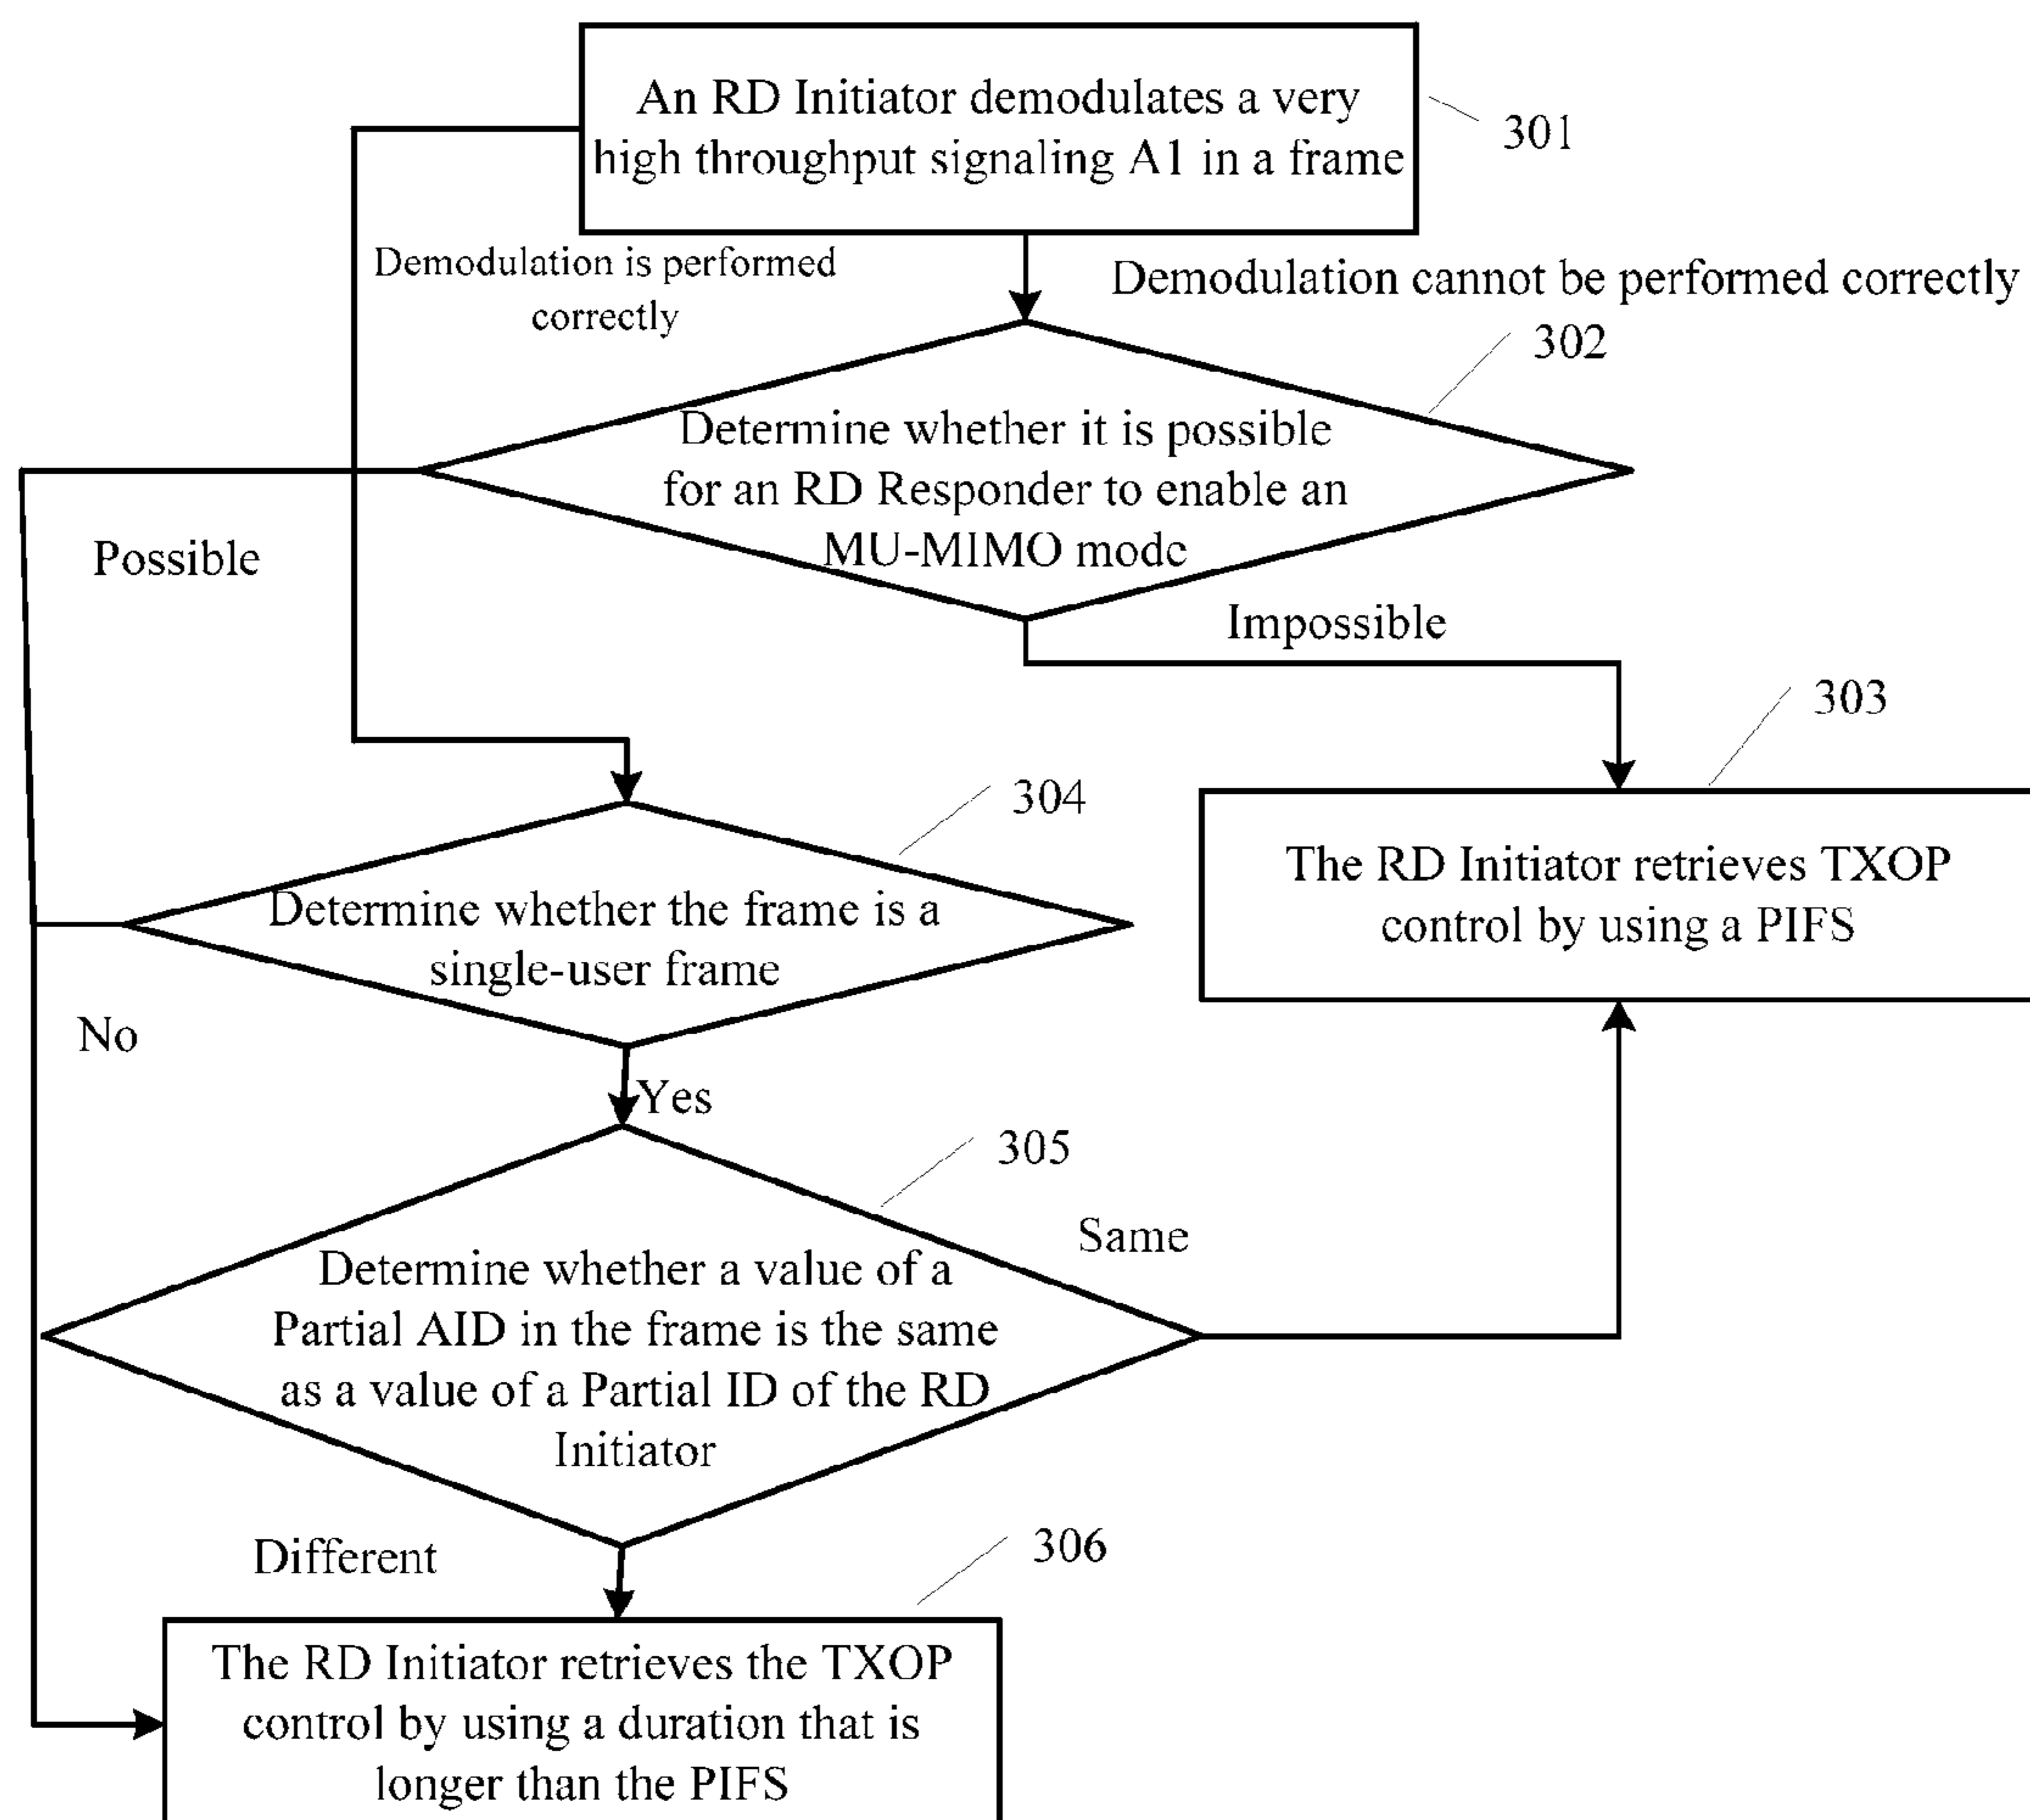 An RD Initiator demodulates a very
high throughput signaling A1 in a frame
301
Demodulation is performed
correctly
Demodulation cannot be performed correctly
302
Determine whether it is possible
for an RD Responder to enable an
MU-MIMO mode
Possible
Impossible
303
304
The RD Initiator retrieves TXOP
control by using a PIFS
Determine whether the frame is a
single-user frame
No
Yes
305
Same
Determine whether a value of a
Partial AID in the frame is the same
as a value of a Partial ID of the RD
Initiator
Different
306
The RD Initiator retrieves the TXOP
control by using a duration that is
longer than the PIFS